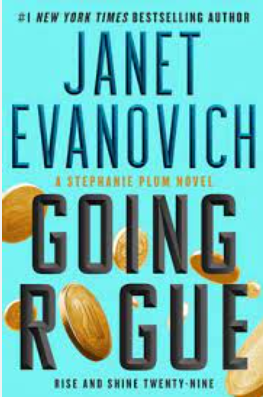 #1 NEW YORK TIMES BESTSELLING AUTHOR
JANET
EVANOVICH
A STEPHANIE PLUM NOVEL
GOING
ROGUE
RISE AND SHINE TWENTY-NINE